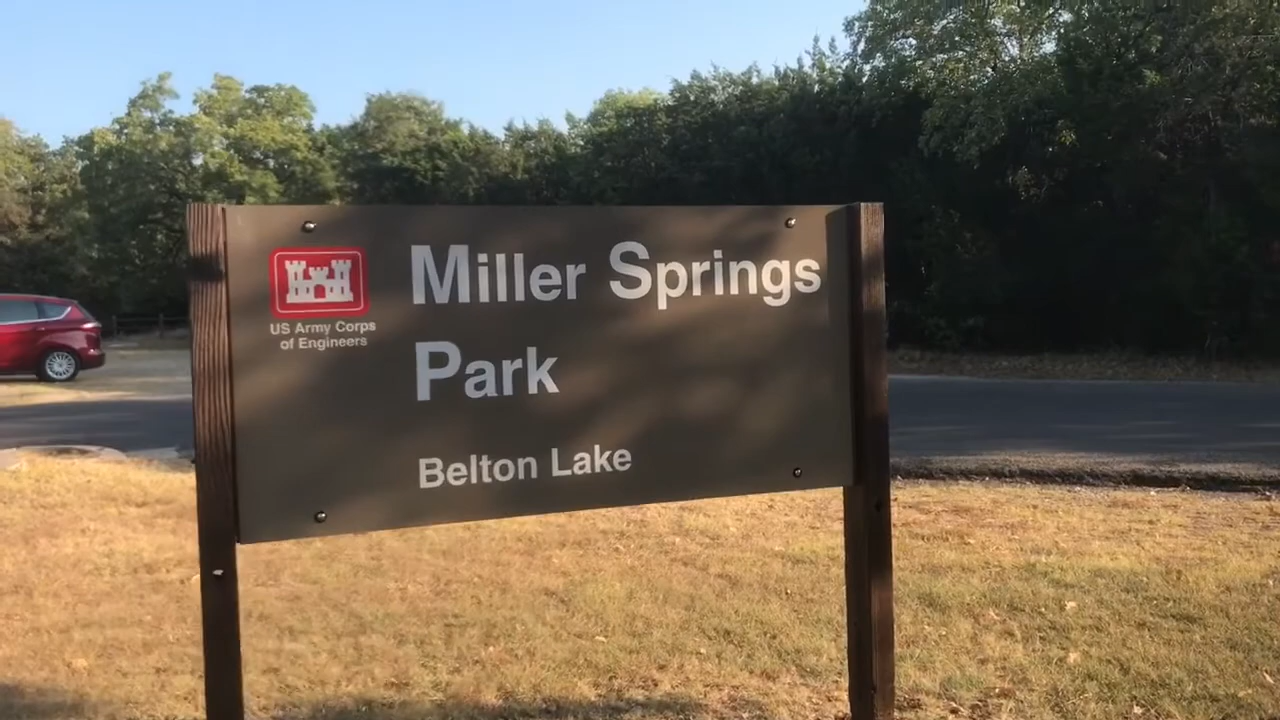 Miller Springs
Park
Belton Lake
US Army Corps
of Engineers